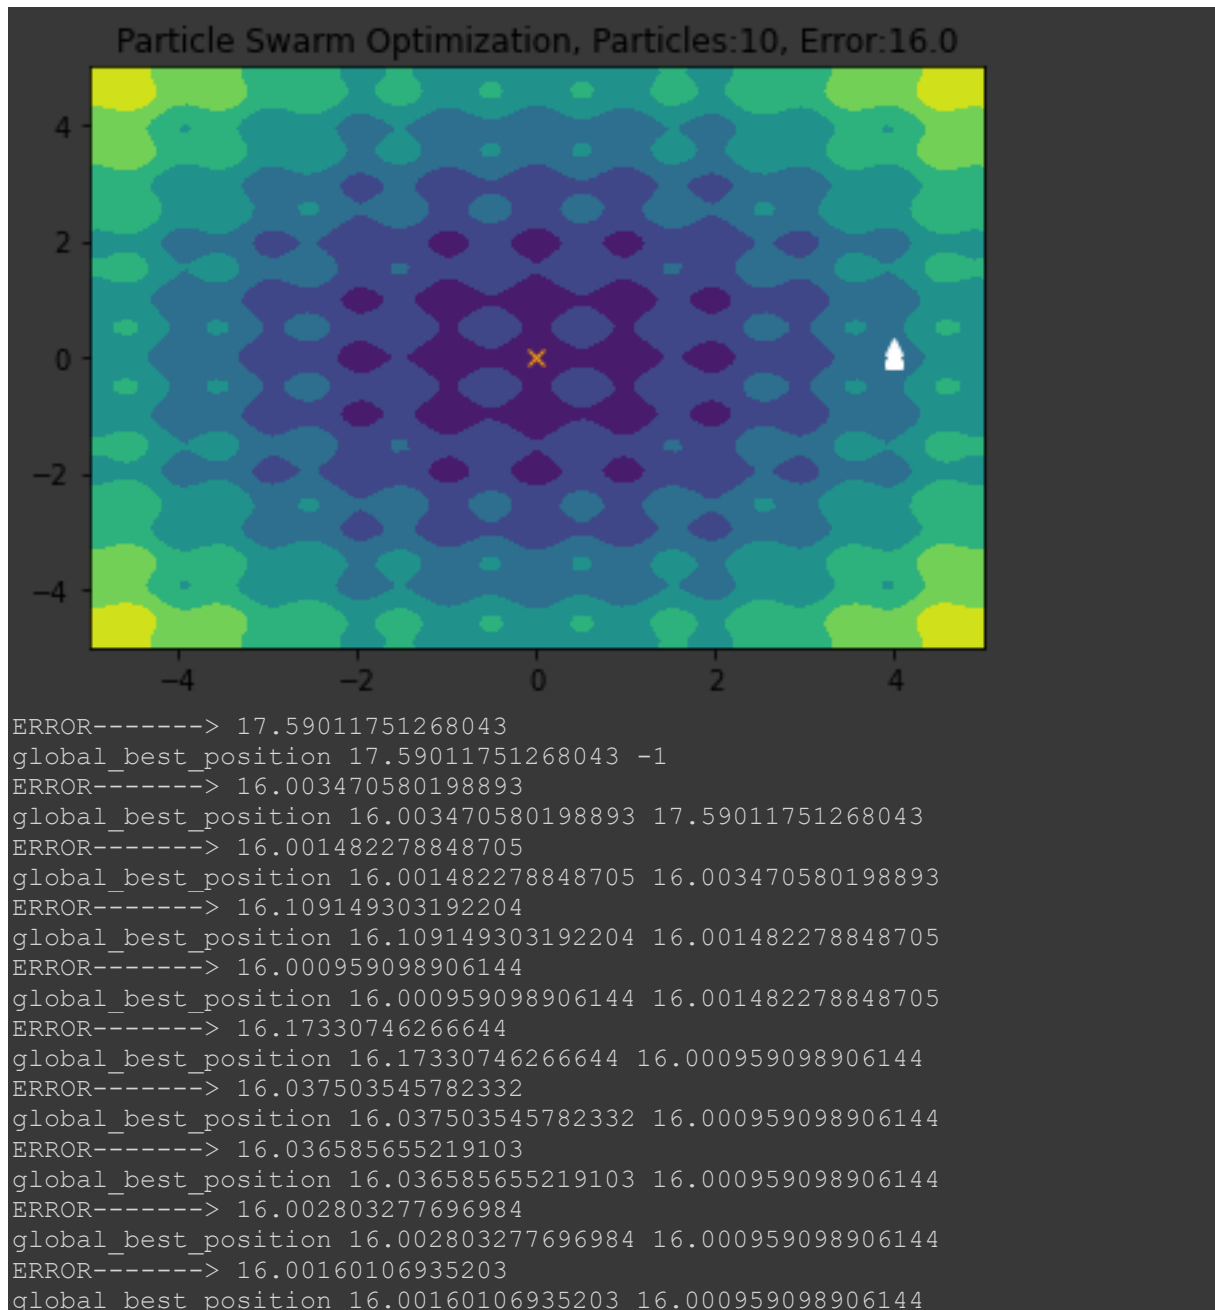 Particle Swarm Optimization, Particles:10, Error:16.0
4
2
0
−2
−4
−4 −2 0 2 4
ERROR-------> 17.59011751268043
global_best_position 17.59011751268043 -1
ERROR-------> 16.003470580198893
global_best_position 16.003470580198893 17.59011751268043
ERROR-------> 16.001482278848705
global_best_position 16.001482278848705 16.003470580198893
ERROR-------> 16.109149303192204
global_best_position 16.109149303192204 16.001482278848705
ERROR-------> 16.000959098906144
global_best_position 16.000959098906144 16.001482278848705
ERROR-------> 16.17330746266644
global_best_position 16.17330746266644 16.000959098906144
ERROR-------> 16.037503545782332
global_best_position 16.037503545782332 16.000959098906144
ERROR-------> 16.036585655219103
global_best_position 16.036585655219103 16.000959098906144
ERROR-------> 16.002803277696984
global_best_position 16.002803277696984 16.000959098906144
ERROR-------> 16.00160106935203
global_best_position 16.00160106935203 16.000959098906144